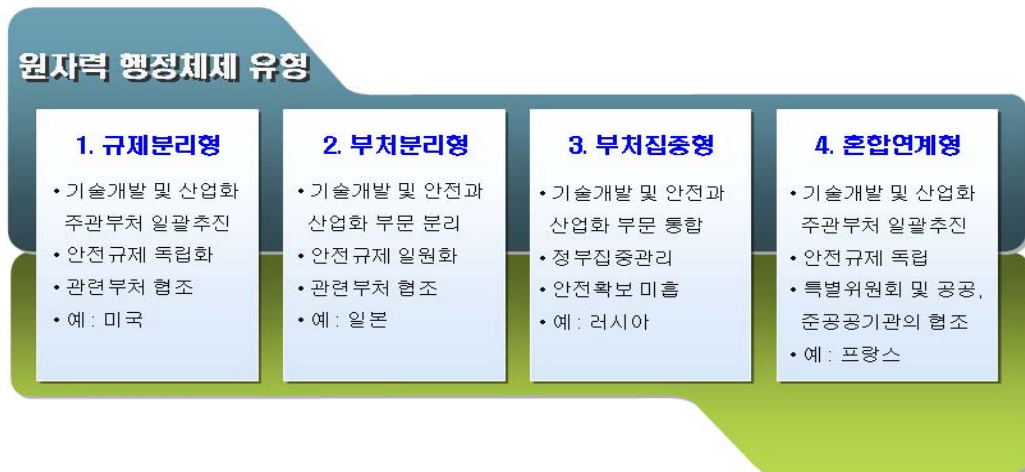 원자력 행정체제 유형
1. 규제분리형
• 기술개발 및 산업화
주관부처 일괄추진
• 안전규제 독립화
• 관련부처 협조
• 예 : 미국
2. 부처분리형
• 기술개발 및 안전과
산업화 부문 분리
• 안전규제 일원화
• 관련부처 협조
• 예 : 일본
3. 부처집중형
• 기술개발 및 안전과
산업화 부문 통합
• 정부집중관리
• 안전확보 미흡
• 예 : 러시아
4. 혼합연계형
• 기술개발 및 산업화
주관부처 일괄추진
• 안전규제 독립
• 특별위원회 및 공공,
준공공기관의 협조
• 예 : 프랑스